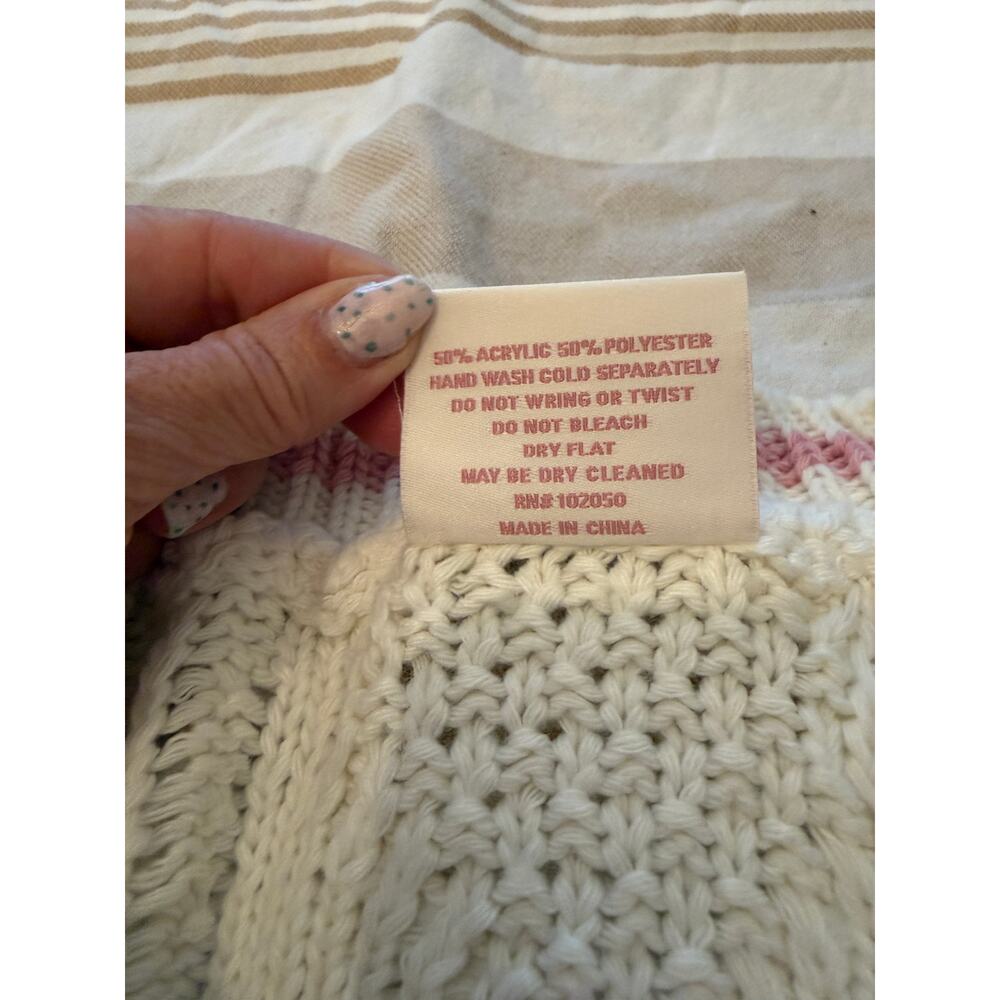 50% ACRYLIC 50% POLYESTER
HAND WASH COLD SEPARATELY
DO NOT WRING OR TWIST
DO NOT BLEACH
DRY FLAT
MAY BE DRY CLEANED
RN# 102050
MADE IN CHINA